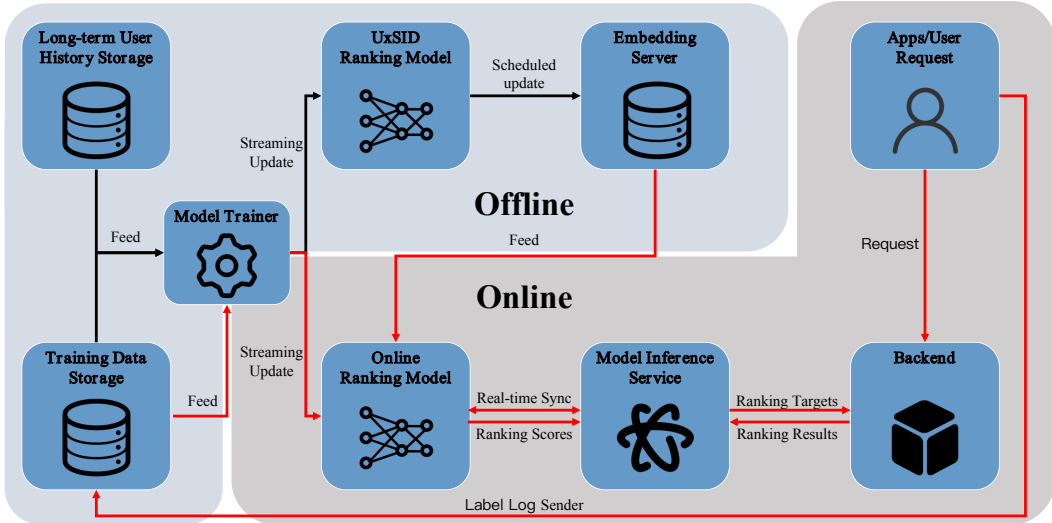 Long-term User
History Storage
UxSID
Ranking Model
Scheduled
update
Embedding
Server
Apps/User
Request
Streaming
Update
Offline
Model Trainer
Feed
Feed
Request
Online
Training Data
Storage
Feed
Streaming
Update
Online
Ranking Model
Real-time Sync
Ranking Scores
Model Inference
Service
Ranking Targets
Ranking Results
Backend
Label Log Sender